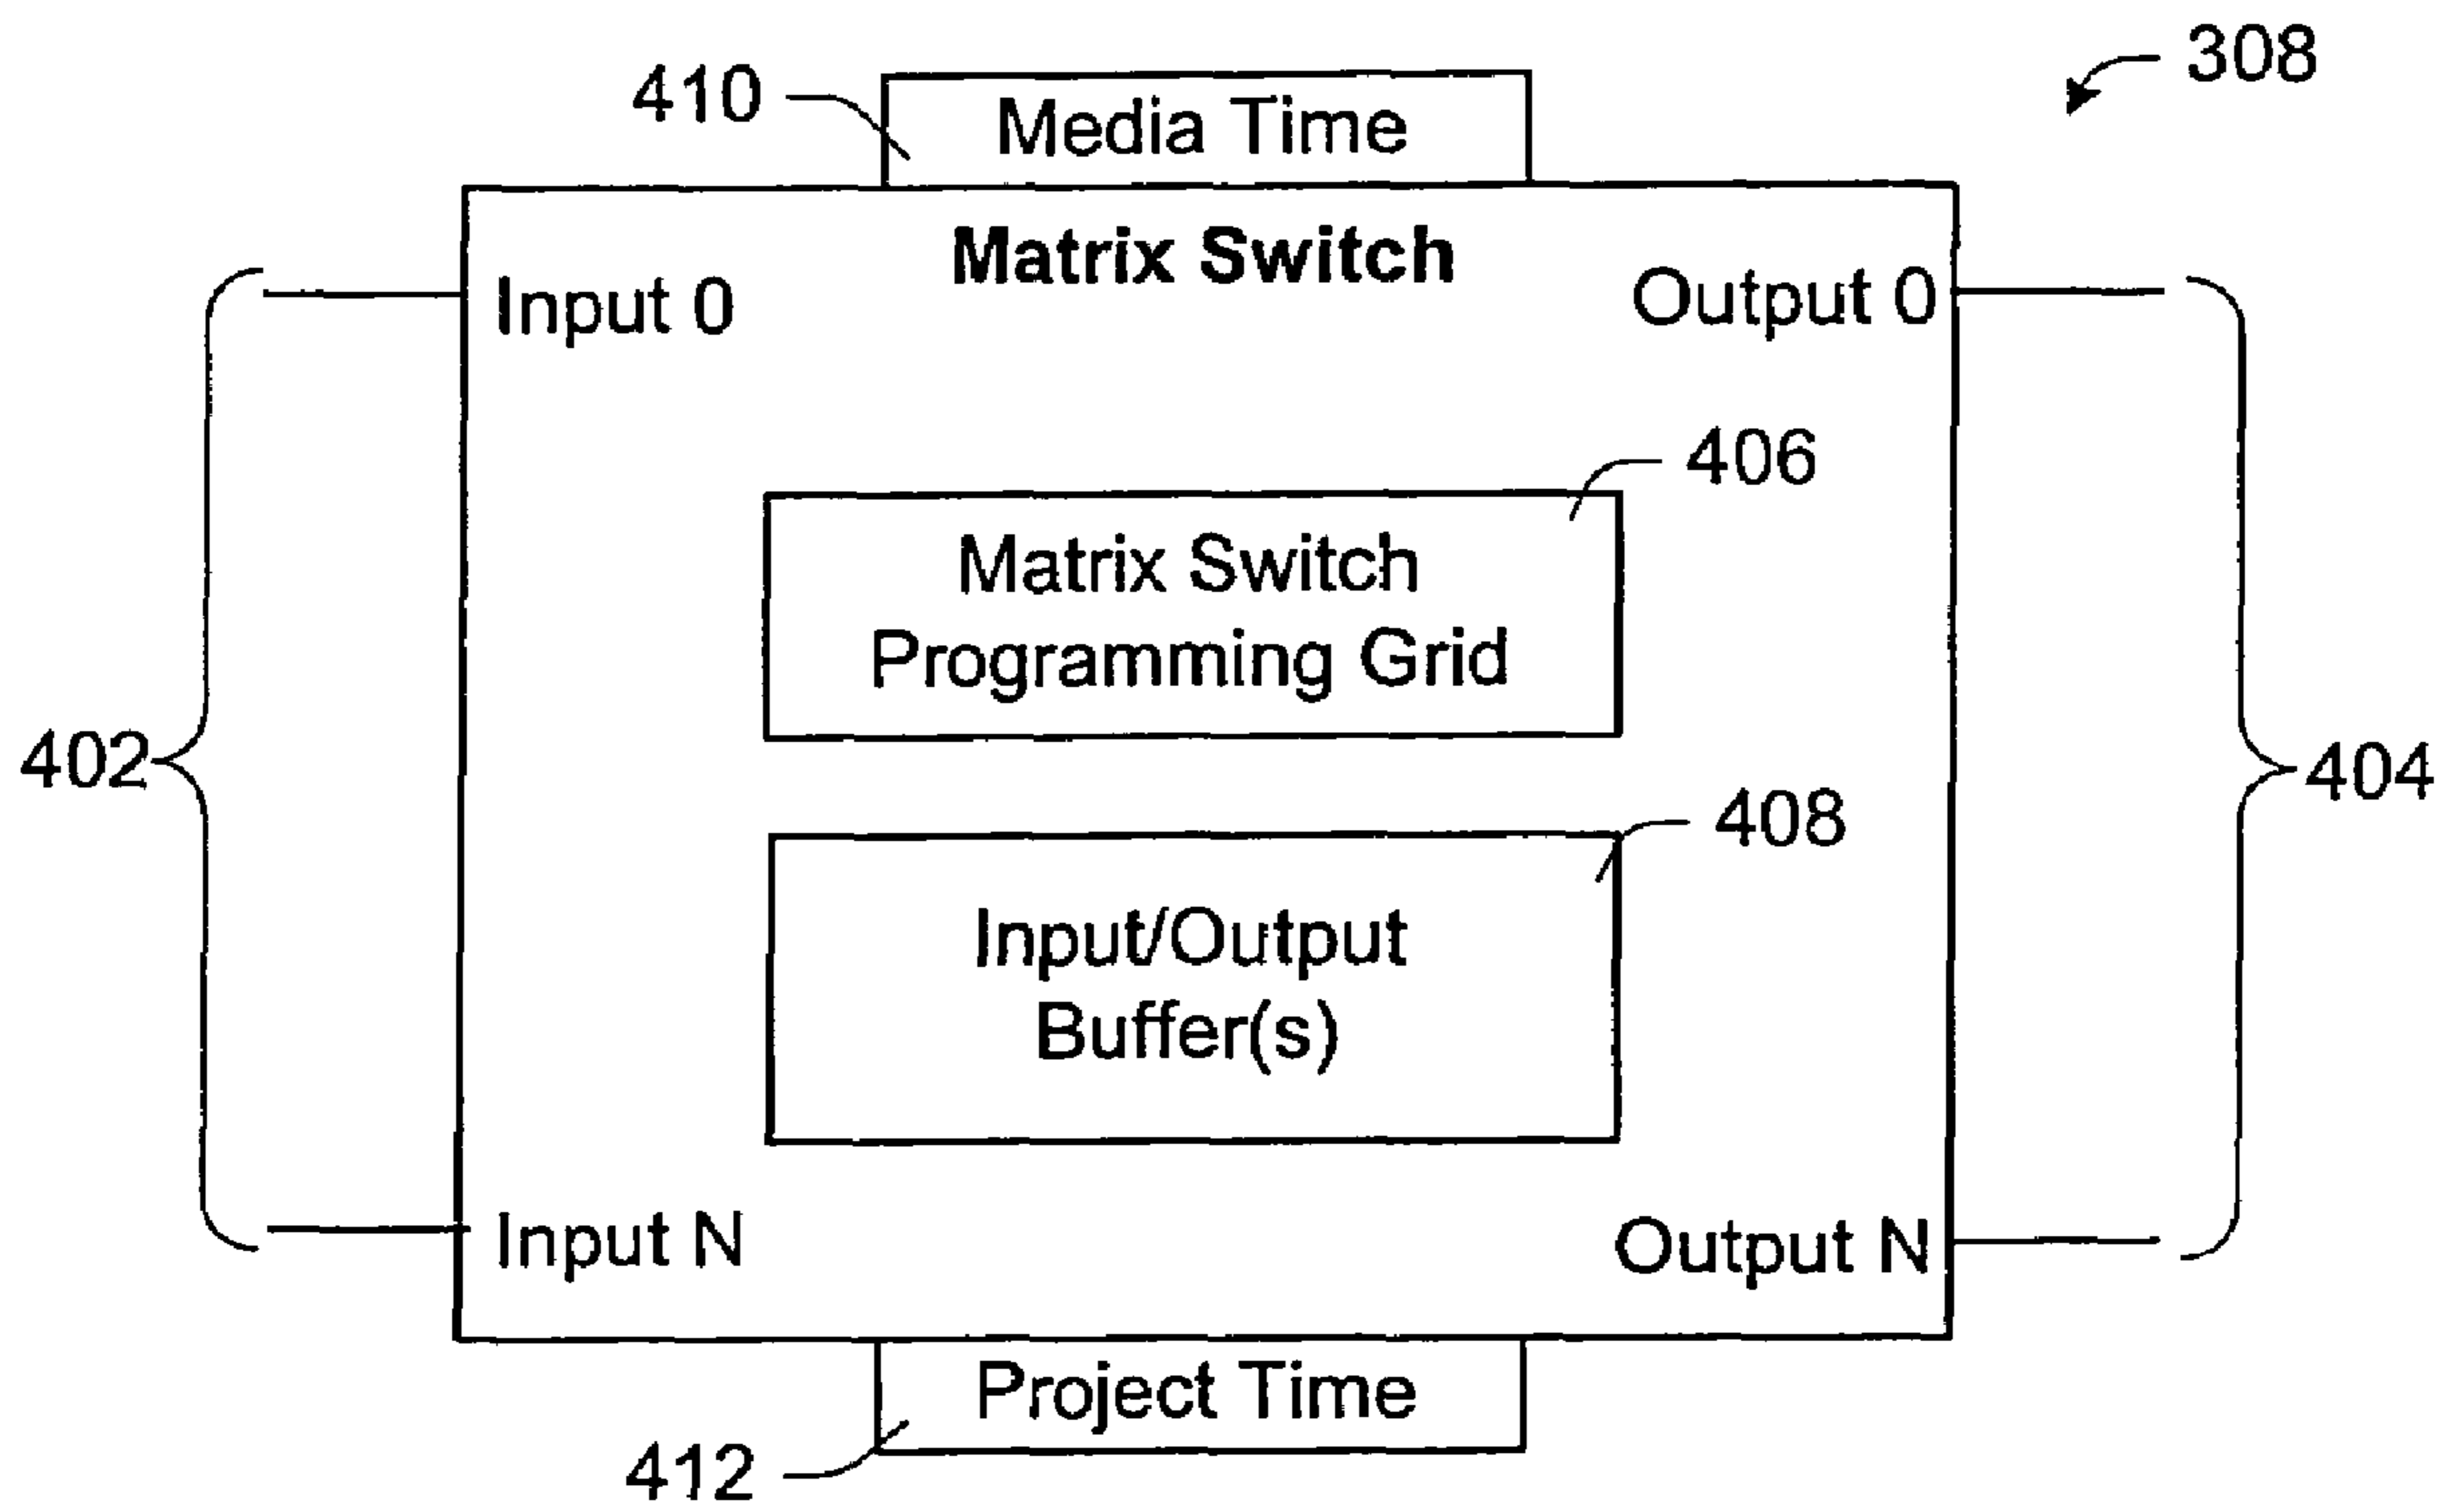 308
410
Media Time
Matrix Switch
Input 0
Output 0
406
Matrix Switch
Programming Grid
402
404
408
Input/Output
Buffer(s)
Input N
Output N
Project Time
412